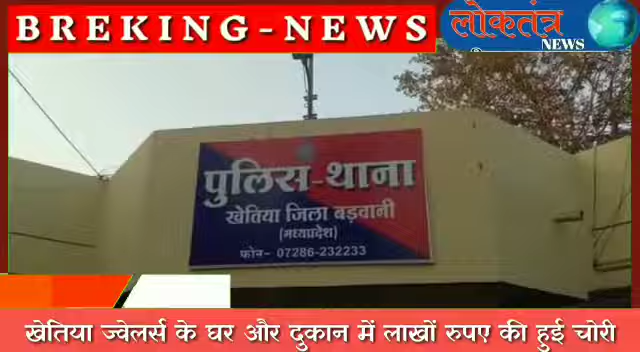 BREKING-NEWS
लोकतंत्र
NEWS
पुलिस-थाना
खेतिया जिला बड़वानी
(मध्यप्रदेश)
फोन- 07286-232233
खेतिया ज्वेलर्स के घर और दुकान में लाखों रुपए की हुई चोरी